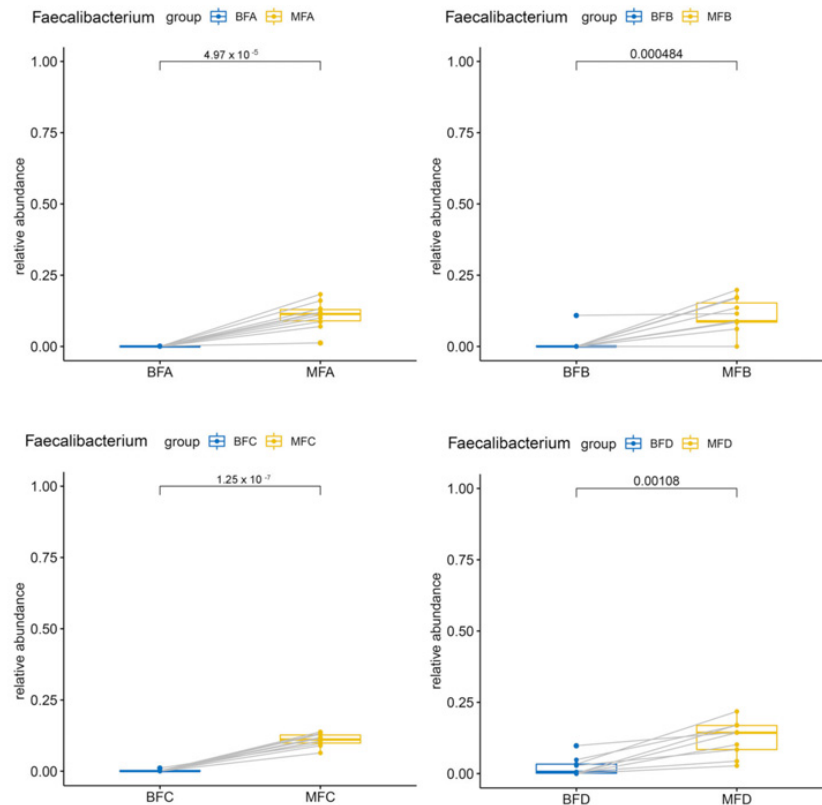 Faecalibacterium group BFA MFA
4.97 x 10 -5
1.00
0.75
0.50
0.25
0.00
relative abundance
BFA MFA
Faecalibacterium group BFB MFB
0.000484
1.00
0.75
0.50
0.25
0.00
relative abundance
BFB MFB
Faecalibacterium group BFC MFC
1.25 x 10 -7
1.00
0.75
0.50
0.25
0.00
relative abundance
BFC MFC
Faecalibacterium group BFD MFD
0.00108
1.00
0.75
0.50
0.25
0.00
relative abundance
BFD MFD